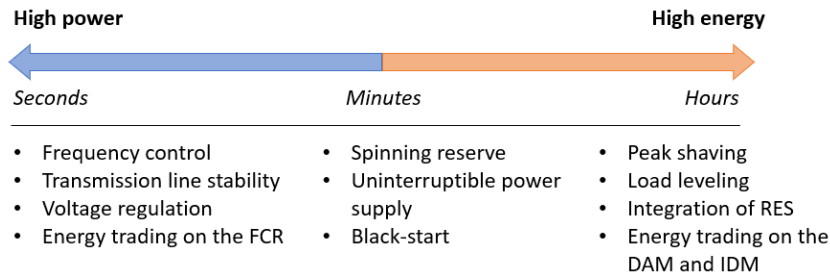 High power
High energy
Seconds
Minutes
Hours
• Frequency control
• Transmission line stability
• Voltage regulation
• Energy trading on the FCR
• Spinning reserve
• Uninterruptible power
supply
• Black-start
• Peak shaving
• Load leveling
• Integration of RES
• Energy trading on the
DAM and IDM